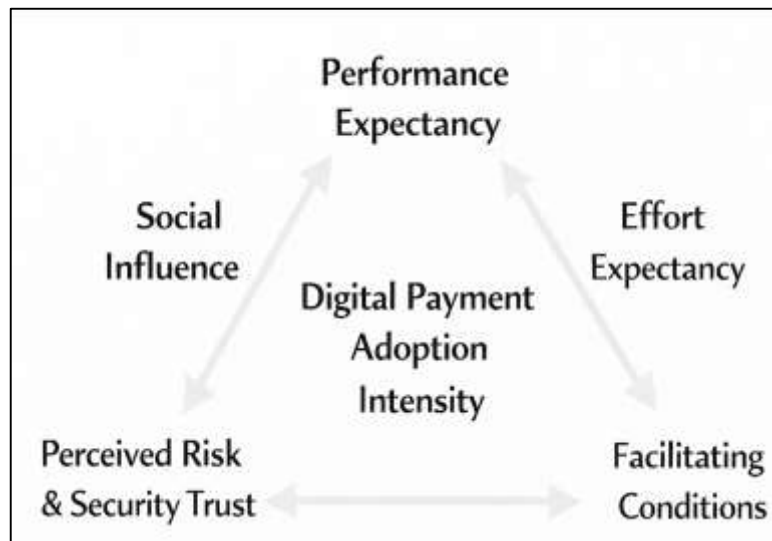 Performance
Expectancy
Social
Influence
Effort
Expectancy
Digital Payment
Adoption
Intensity
Perceived Risk
& Security Trust
Facilitating
Conditions